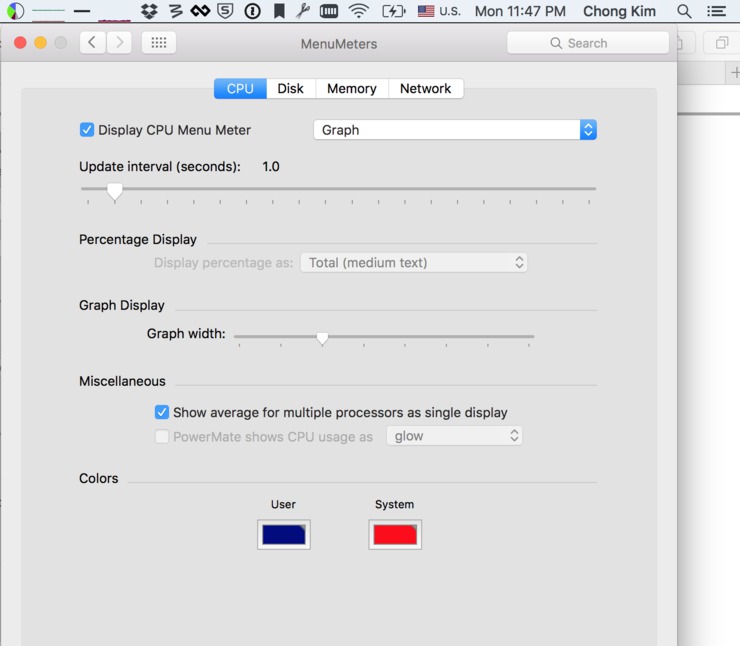 U.S. Mon 11:47 PM Chong Kim
MenuMeters
Search
CPU Disk Memory Network
Display CPU Menu Meter Graph
Update interval (seconds): 1.0
Percentage Display
Display percentage as: Total (medium text)
Graph Display
Graph width:
Miscellaneous
Show average for multiple processors as single display
PowerMate shows CPU usage as glow
Colors
User System